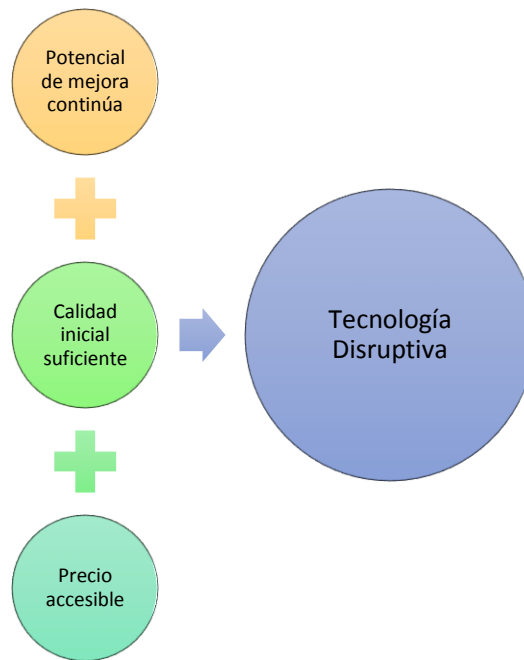 Potencial
de mejora
continúa
Calidad
inicial
suficiente
Tecnología
Disruptiva
Precio
accesible